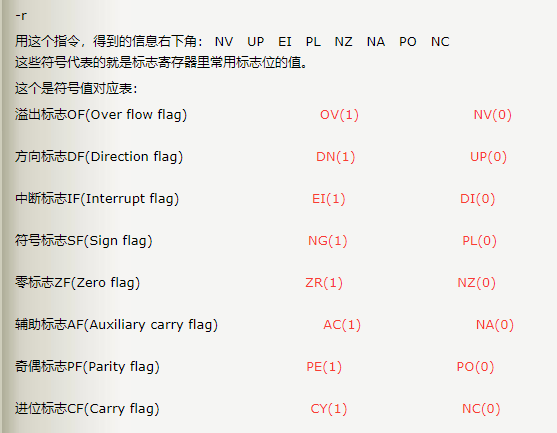 -r
用这个指令，得到的信息右下角： NV UP EI PL NZ NA PO NC
这些符号代表的就是标志寄存器里常用标志位的值。
这个是符号值对应表：
溢出标志OF(Over flow flag) OV(1) NV(0)
方向标志DF(Direction flag) DN(1) UP(0)
中断标志IF(Interrupt flag) EI(1) DI(0)
符号标志SF(Sign flag) NG(1) PL(0)
零标志ZF(Zero flag) ZR(1) NZ(0)
辅助标志AF(Auxiliary carry flag) AC(1) NA(0)
奇偶标志PF(Parity flag) PE(1) PO(0)
进位标志CF(Carry flag) CY(1) NC(0)